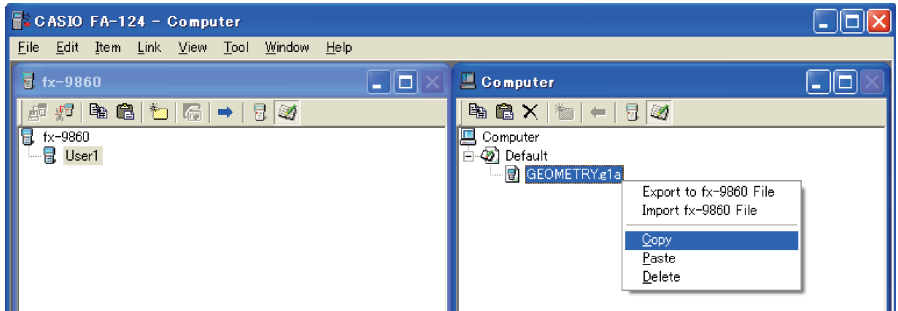 CASIO FA-124 - Computer
File Edit Item Link View Tool Window Help
fx-9860
fx-9860
User1
Computer
Computer
Default
GEOMETRY.g1a
Export to fx-9860 File
Import fx-9860 File
Copy
Paste
Delete